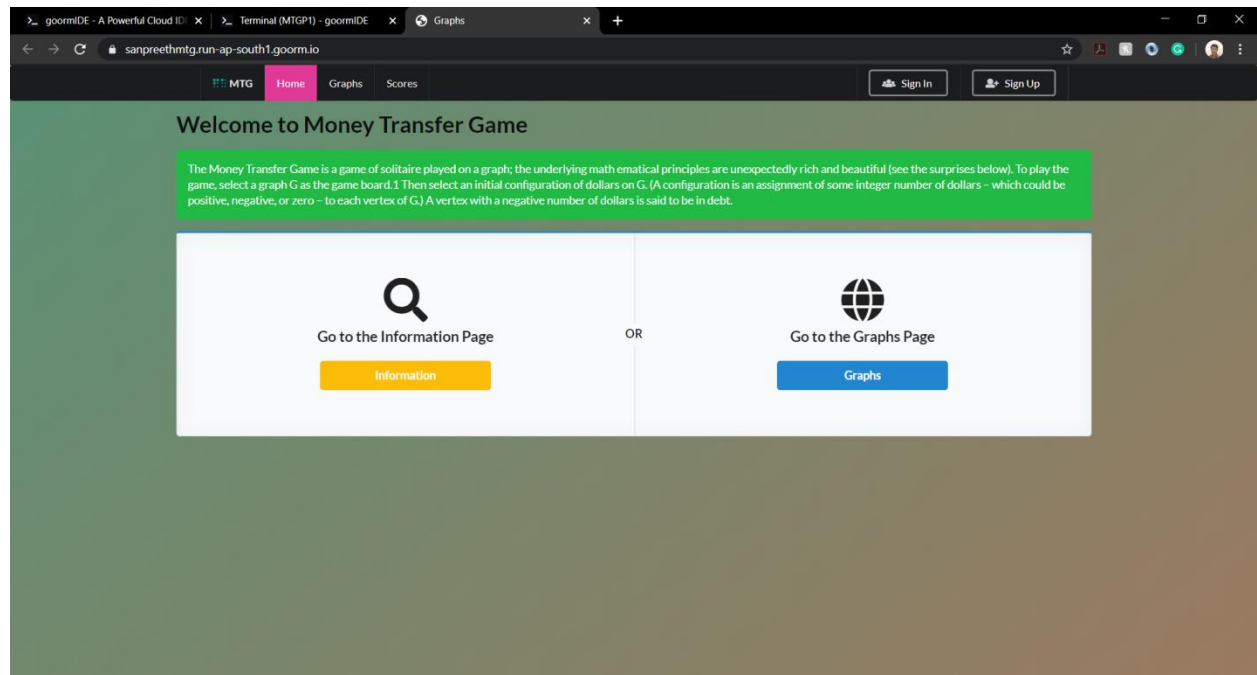 goormIDE - A Powerful Cloud IDE
Terminal (MTGP1) - goormIDE
Graphs
sanpreethmtg.run-ap-south1.goorm.io
MTG Home Graphs Scores Sign In Sign Up
Welcome to Money Transfer Game
The Money Transfer Game is a game of solitaire played on a graph; the underlying math ematical principles are unexpectedly rich and beautiful (see the surprises below). To play the
game, select a graph G as the game board.1 Then select an initial configuration of dollars on G. (A configuration is an assignment of some integer number of dollars – which could be
positive, negative, or zero – to each vertex of G.) A vertex with a negative number of dollars is said to be in debt.
Go to the Information Page
Information
OR
Go to the Graphs Page
Graphs